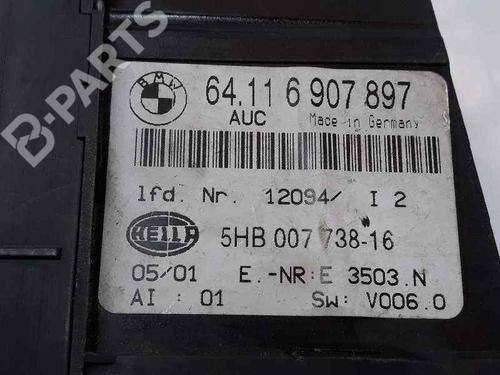 B-PARTS
BMW
64.11 6 907 897
AUC Made in Germany
lfd. Nr. 12094/ I 2
HELLA 5HB 007 738-16
05/01 E.-NR:E 3503.N
AI : 01 SW: V006.0